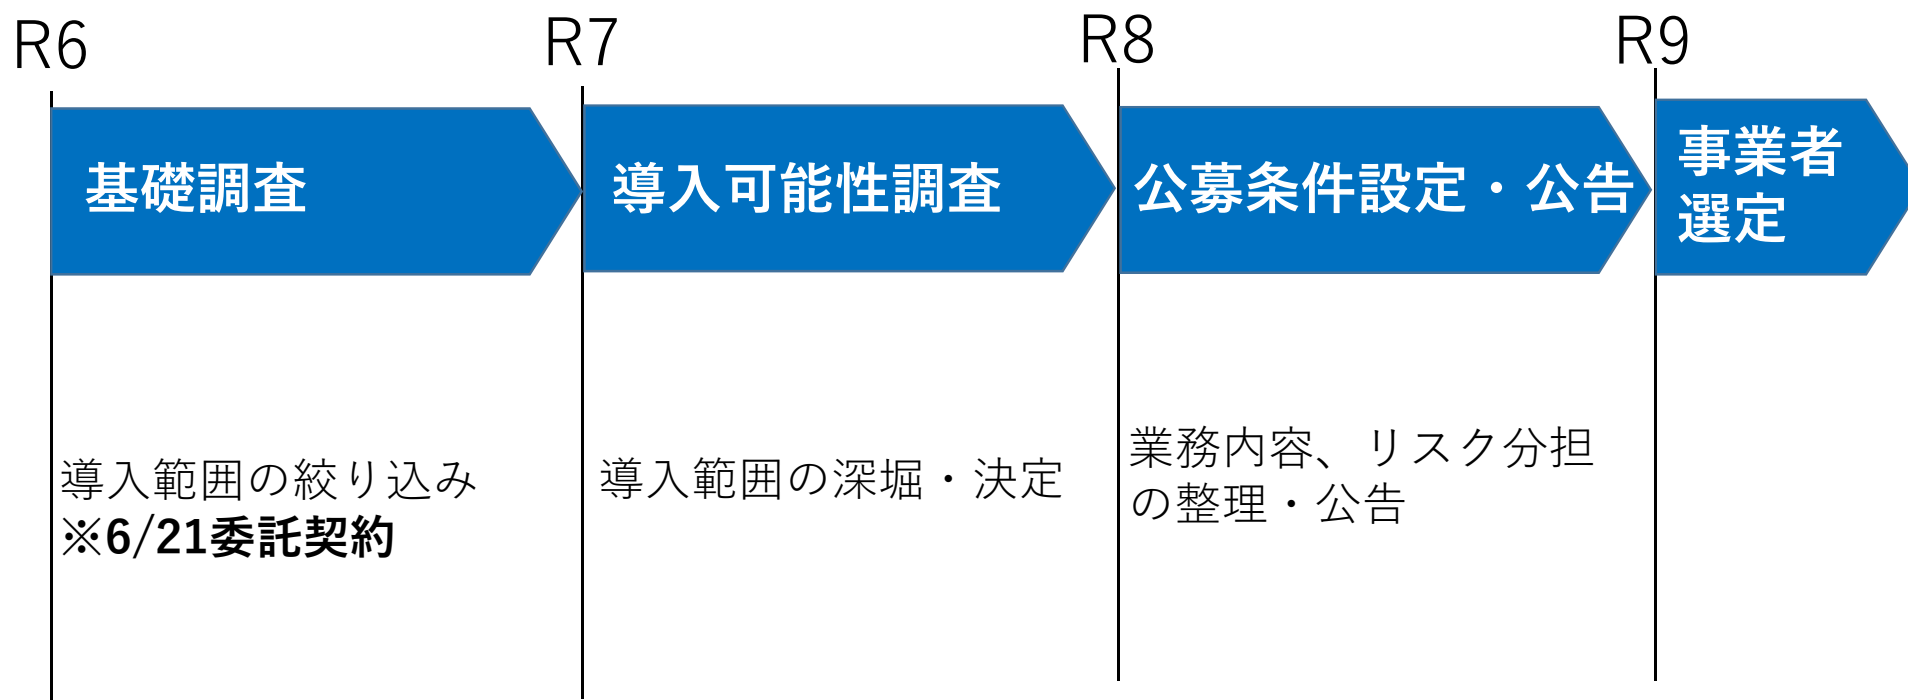 R6
R7
R8
R9
基礎調査
導入可能性調査
公募条件設定・公告
事業者
選定
導入範囲の絞り込み
※6/21委託契約
導入範囲の深堀・決定
業務内容、リスク分担
の整理・公告